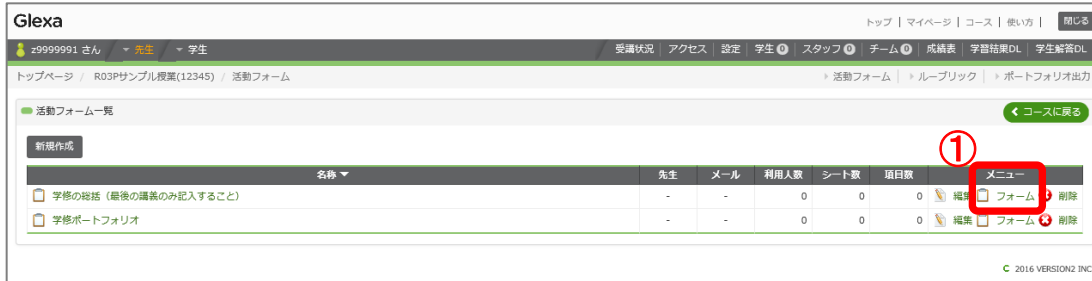 Glexa
トップ | マイページ | コース | 使い方 | 閉じる
z9999991 さん / 先生 / 学生
受講状況 | アクセス | 設定 | 学生 0 | スタッフ 0 | チーム 0 | 成績表 | 学習結果DL | 学生解答DL
トップページ / R03Pサンプル授業(12345) / 活動フォーム
活動フォーム | ルーブリック | ポートフォリオ出力
活動フォーム一覧
コースに戻る
新規作成
①
名称 ▼ 先生 メール 利用人数 シート数 項目数 メニュー
学修の総括（最後の講義のみ記入すること） - - 0 0 0 編集 フォーム 削除
学修ポートフォリオ - - 0 0 0 編集 フォーム 削除
C 2016 VERSION2 INC